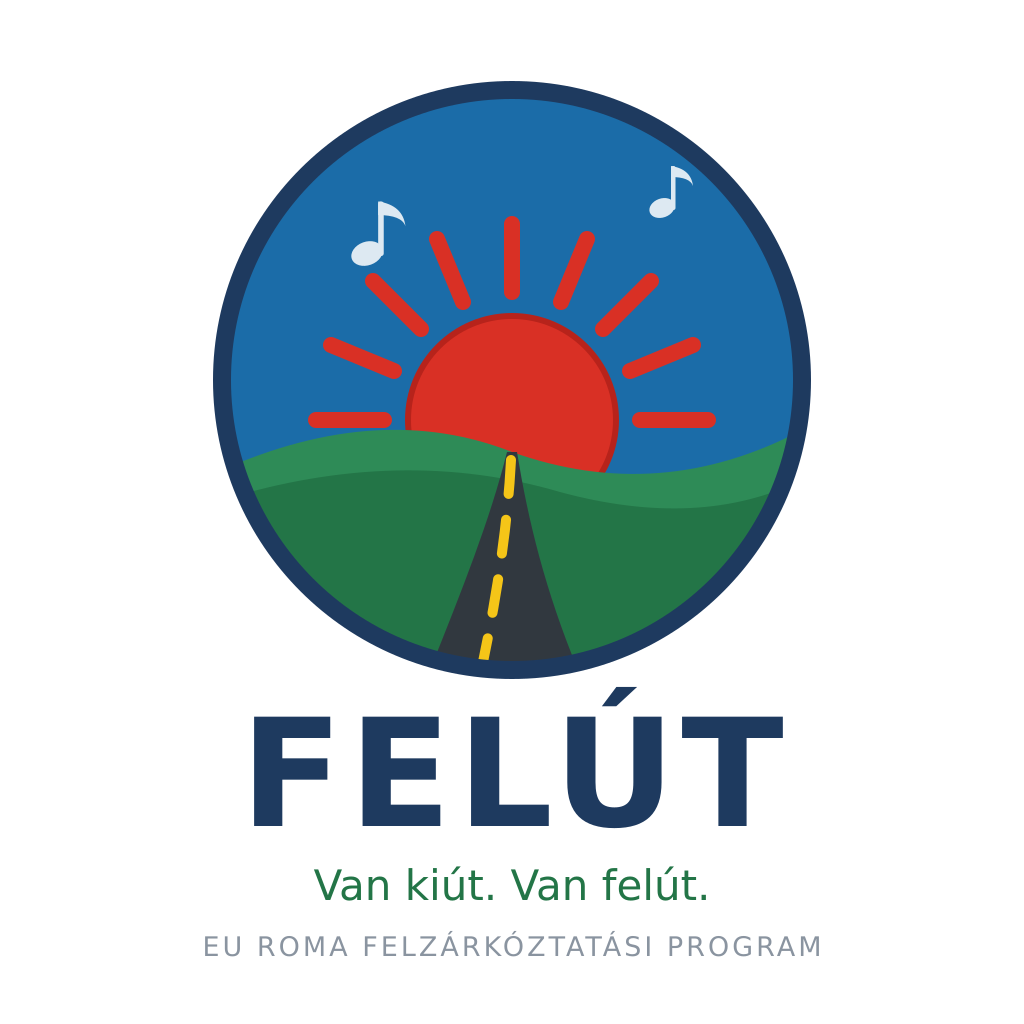 FELÚT
Van kiút. Van felút.
EU ROMA FELZÁRKÓZTATÁSI PROGRAM